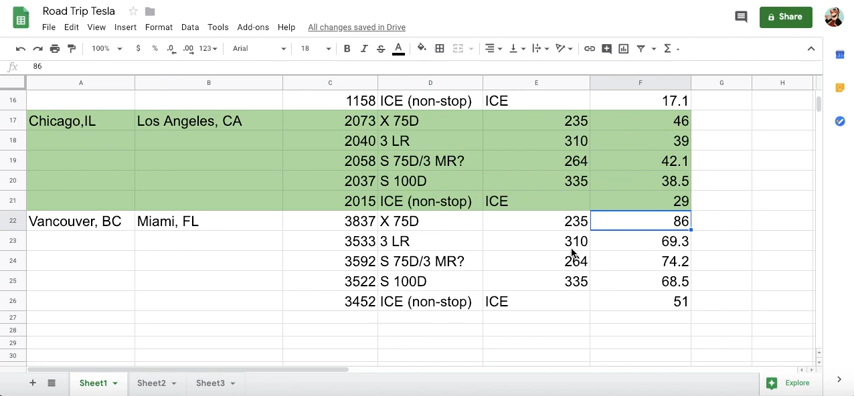 Road Trip Tesla
File Edit View Insert Format Data Tools Add-ons Help All changes saved in Drive
Share
100% $ % .0 .00 123 Arial 18 B I S A
fx 86
A B C D E F G H
16 1158 ICE (non-stop) ICE 17.1
17 Chicago,IL Los Angeles, CA 2073 X 75D 235 46
18 2040 3 LR 310 39
19 2058 S 75D/3 MR? 264 42.1
20 2037 S 100D 335 38.5
21 2015 ICE (non-stop) ICE 29
22 Vancouver, BC Miami, FL 3837 X 75D 235 86
23 3533 3 LR 310 69.3
24 3592 S 75D/3 MR? 264 74.2
25 3522 S 100D 335 68.5
26 3452 ICE (non-stop) ICE 51
27
28
29
30
Sheet1 Sheet2 Sheet3 Explore